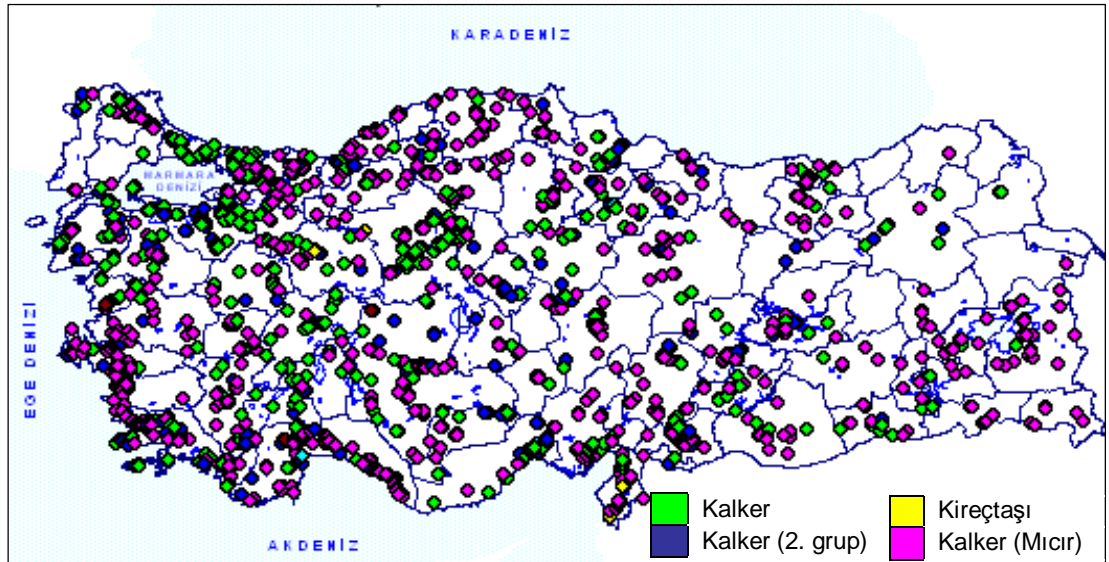 KARADENİZ
MARMARA
DENİZİ
EGE DENİZİ
AKDENİZ
Kalker
Kalker (2. grup)
Kireçtaşı
Kalker (Mıcır)